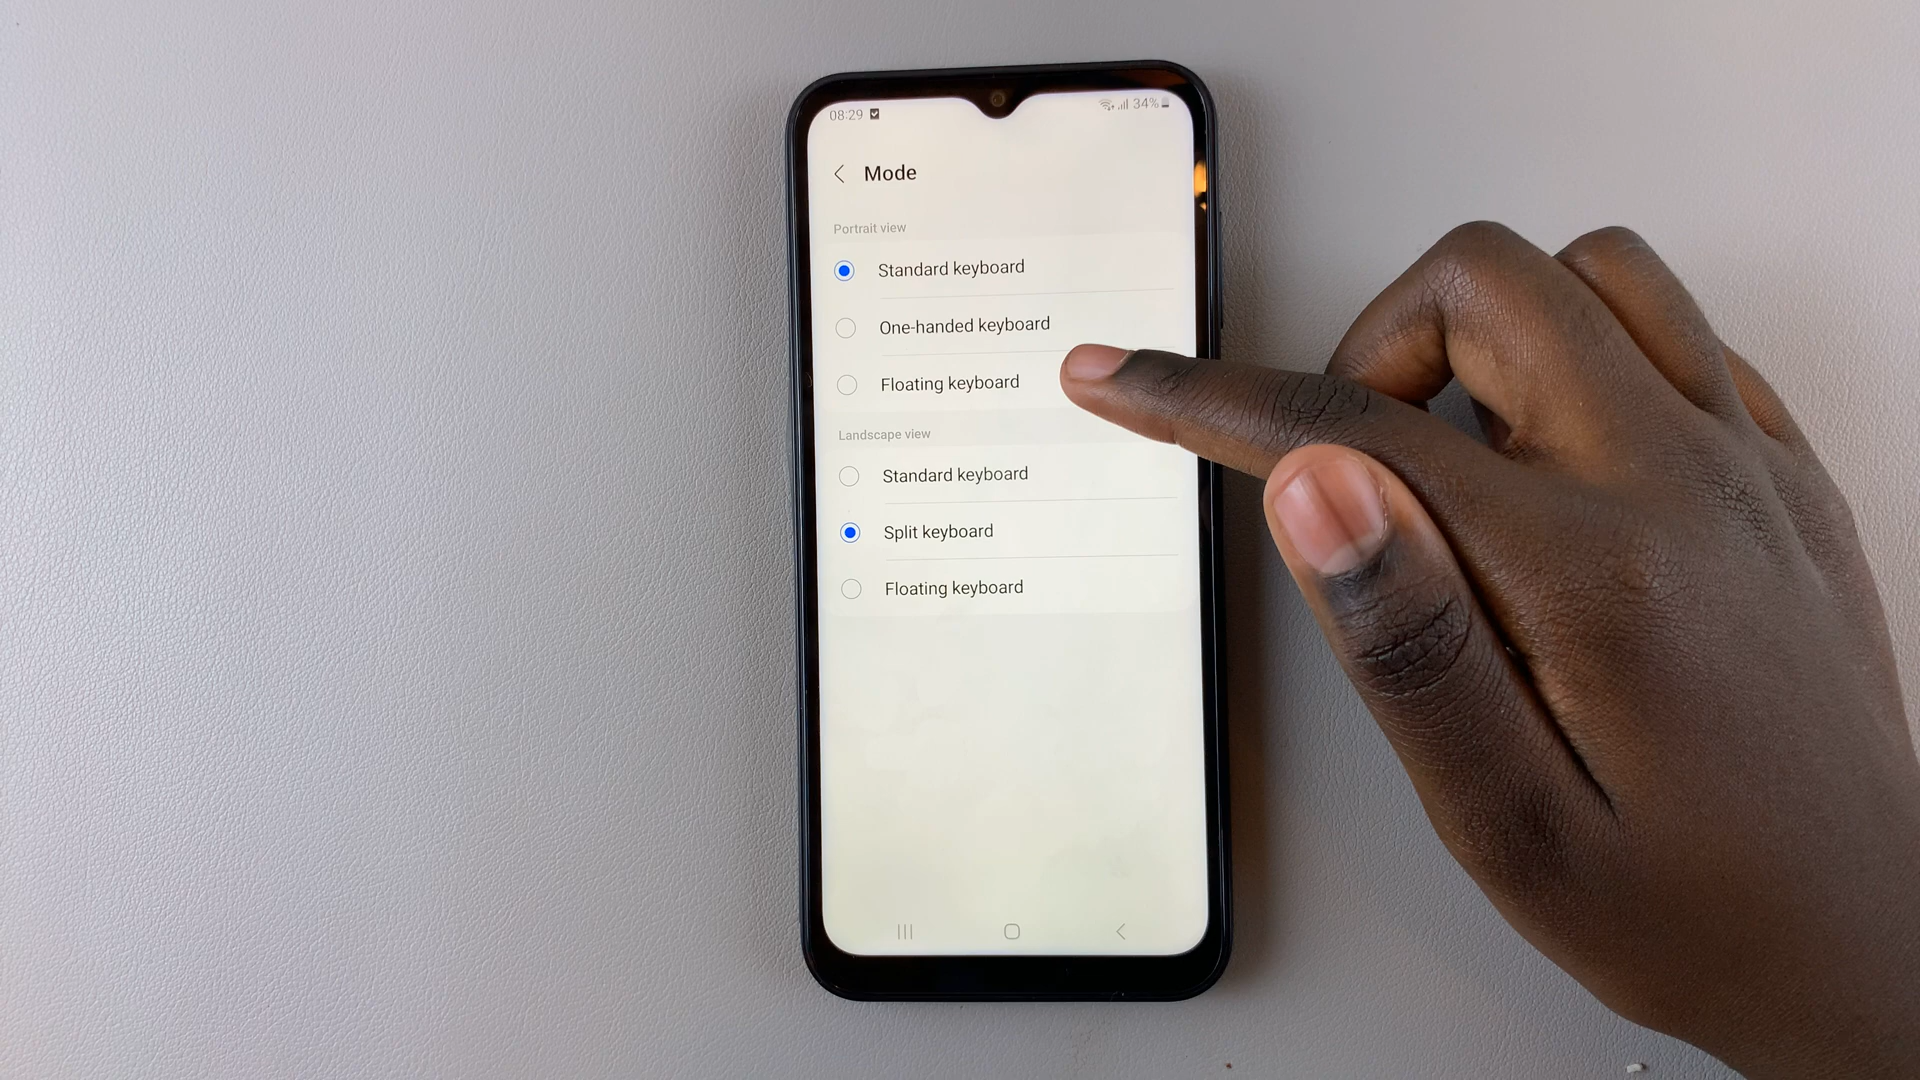 08:29
34%
Mode
Portrait view
Standard keyboard
One-handed keyboard
Floating keyboard
Landscape view
Standard keyboard
Split keyboard
Floating keyboard